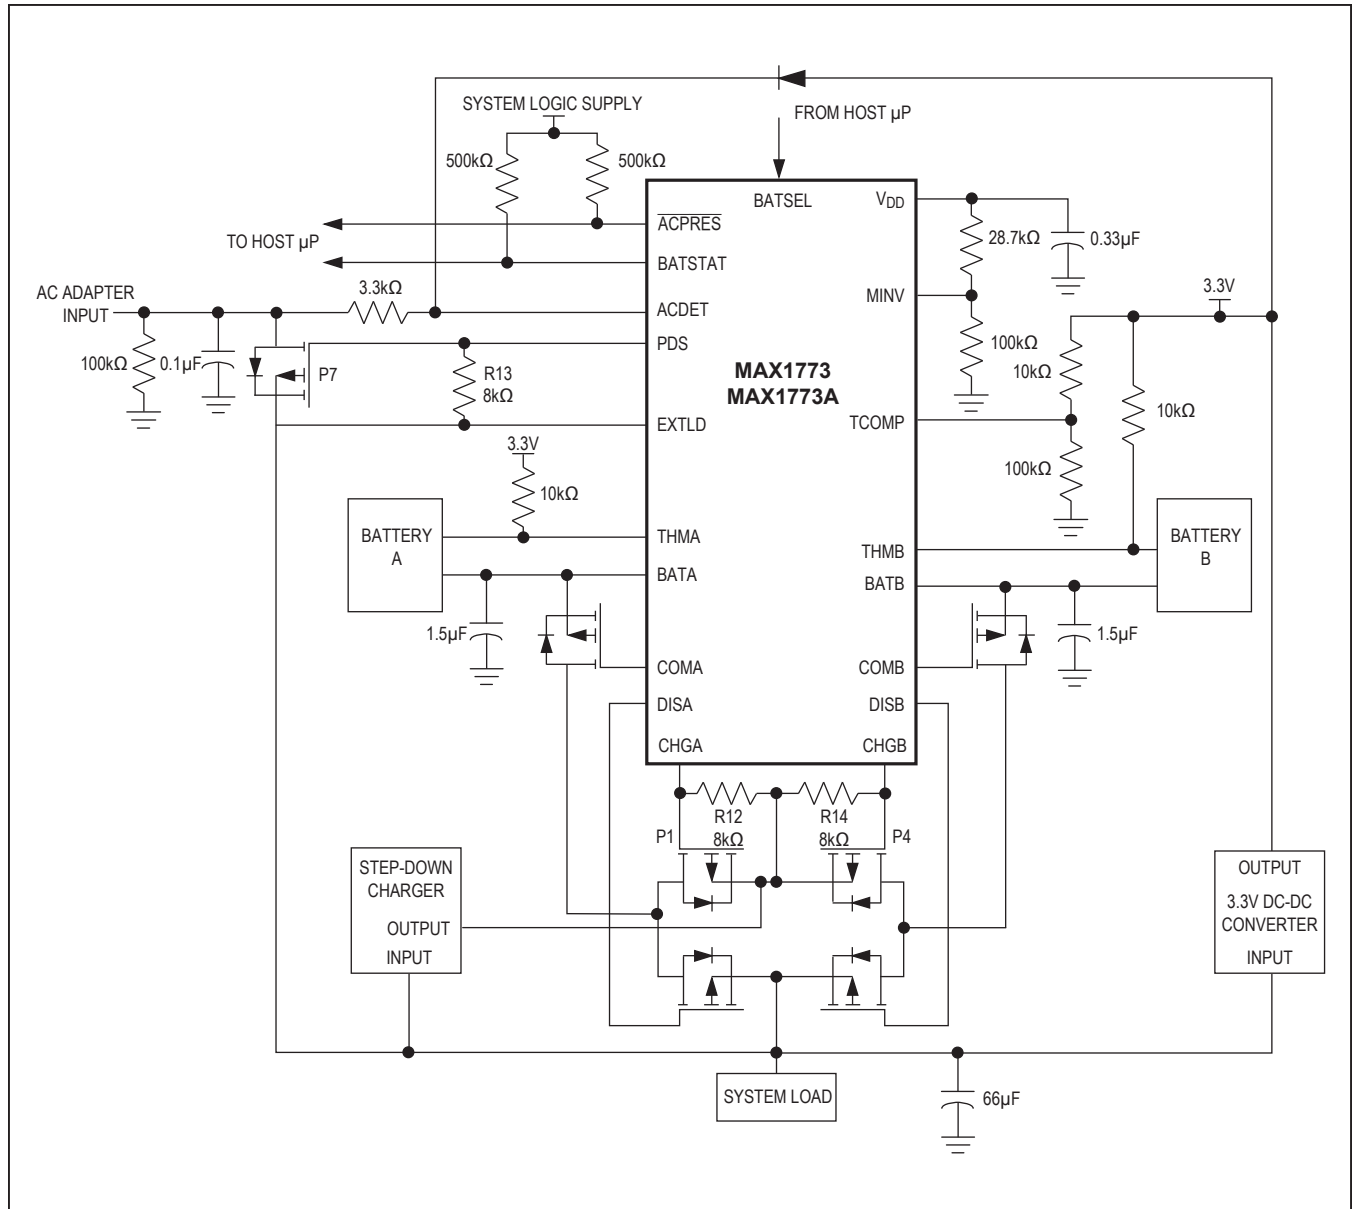 SYSTEM LOGIC SUPPLY
FROM HOST µP
500kΩ
500kΩ
BATSEL
VDD
ACPRES
28.7kΩ
0.33µF
TO HOST µP
BATSTAT
3.3kΩ
AC ADAPTER
INPUT
ACDET
MINV
3.3V
100kΩ
0.1µF
P7
PDS
R13
8kΩ
MAX1773
MAX1773A
100kΩ
10kΩ
10kΩ
EXTLD
TCOMP
3.3V
10kΩ
100kΩ
BATTERY
A
THMA
THMB
BATTERY
B
BATA
BATB
1.5µF
1.5µF
COMA
COMB
DISA
DISB
CHGA
CHGB
R12
8kΩ
R14
8kΩ
P1
P4
STEP-DOWN
CHARGER
OUTPUT
INPUT
OUTPUT
3.3V DC-DC
CONVERTER
INPUT
SYSTEM LOAD
66µF